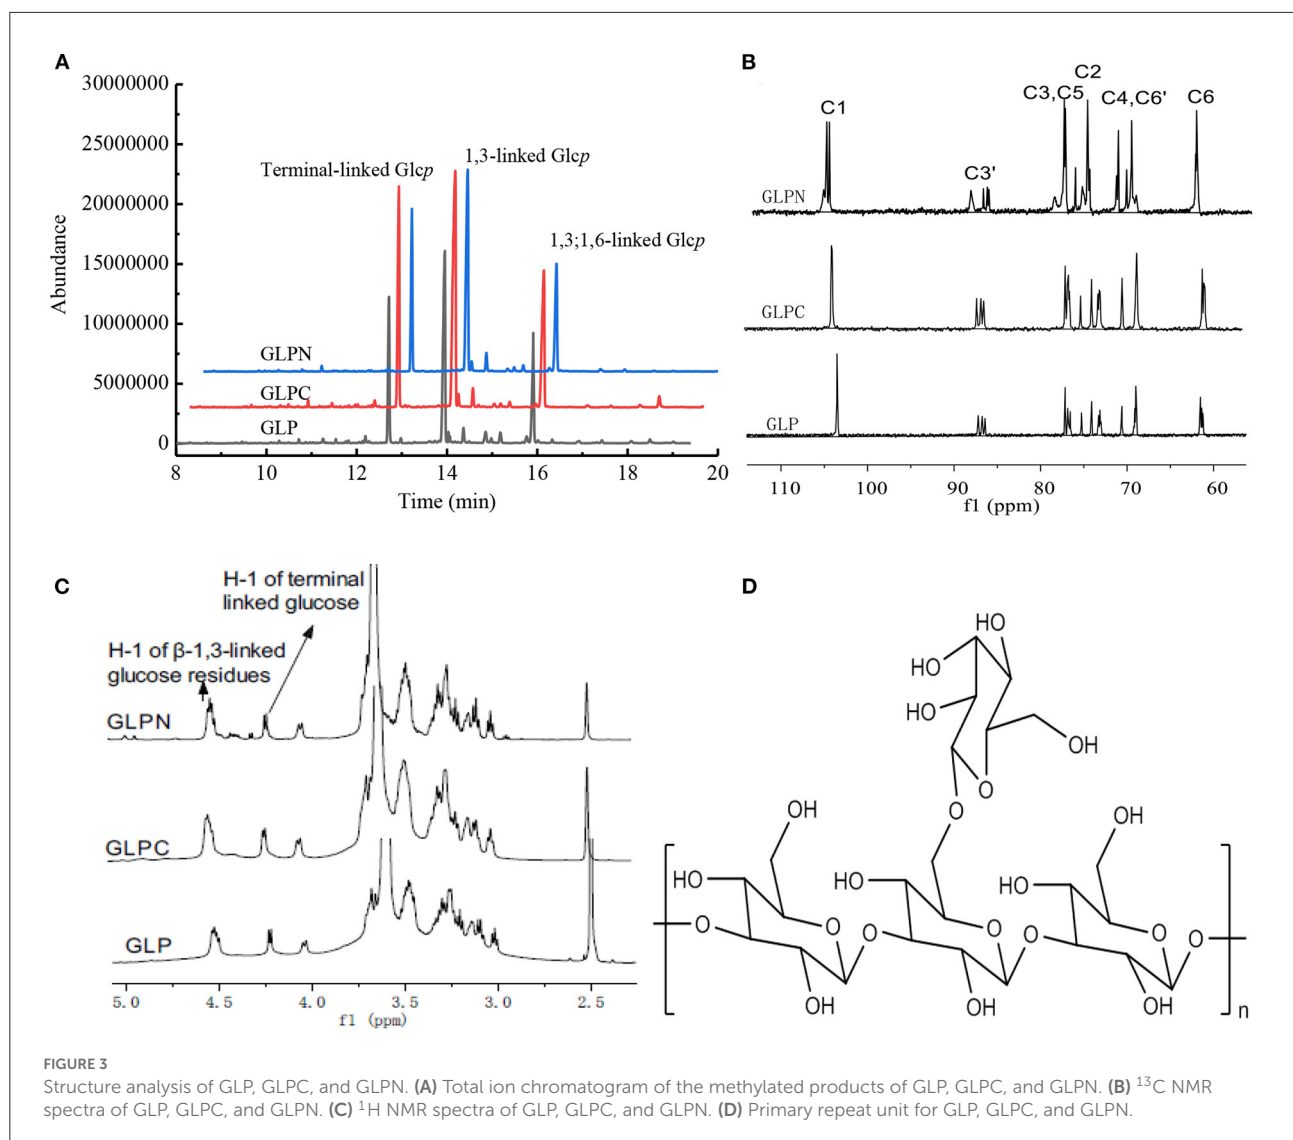 A
30000000
25000000
20000000
15000000
10000000
5000000
0
Abundance
Terminal-linked Glcp
1,3-linked Glcp
1,3;1,6-linked Glcp
GLPN
GLPC
GLP
8 10 12 14 16 18 20
Time (min)
B
C1
C3'
C3,C5
C2
C4,C6'
C6
GLPN
GLPC
GLP
110 100 90 80 70 60
f1 (ppm)
C
H-1 of terminal
linked glucose
H-1 of β-1,3-linked
glucose residues
GLPN
GLPC
GLP
5.0 4.5 4.0 3.5 3.0 2.5
f1 (ppm)
D
HO
HO
HO
OH
O
O
OH
OH
HO HO HO
O O O
O O O O
OH OH OH
n
FIGURE 3
Structure analysis of GLP, GLPC, and GLPN. (A) Total ion chromatogram of the methylated products of GLP, GLPC, and GLPN. (B) ¹³C NMR
spectra of GLP, GLPC, and GLPN. (C) ¹H NMR spectra of GLP, GLPC, and GLPN. (D) Primary repeat unit for GLP, GLPC, and GLPN.